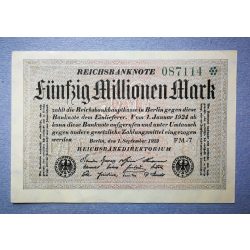 REICHSBANKNOTE 087114
Fünfzig Millionen Mark
zahlt die Reichsbankhauptkasse in Berlin gegen diese
Banknote dem Einlieferer. Vom 1. Januar 1924 ab
kann diese Banknote aufgerufen und unter Umtausch
gegen andere gesetzliche Zahlungsmittel eingezogen
werden Berlin, den 1. September 1923 FM-7
REICHSBANKDIREKTORIUM